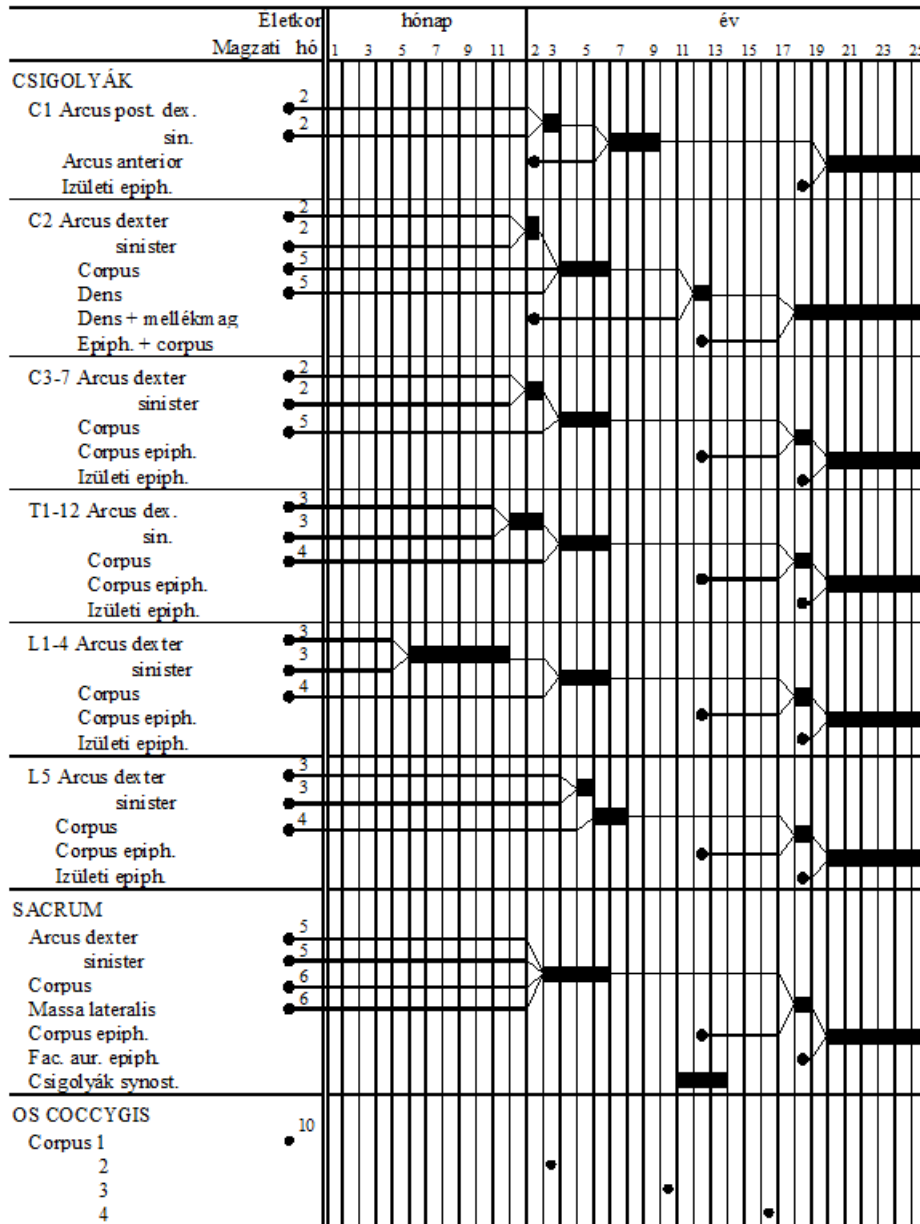 Életkor hónap év
Magzati hó 1 3 5 7 9 11 2 3 5 7 9 11 13 15 17 19 21 23 25
CSIGOLYÁK
C1 Arcus post. dex. 2
sin. 2
Arcus anterior
Izületi epiph.
C2 Arcus dexter 2
sinister 2
Corpus 5
Dens 5
Dens + mellékmag
Epiph. + corpus
C3-7 Arcus dexter 2
sinister 2
Corpus 5
Corpus epiph.
Izületi epiph.
T1-12 Arcus dex. 3
sin. 3
Corpus 4
Corpus epiph.
Izületi epiph.
L1-4 Arcus dexter 3
sinister 3
Corpus 4
Corpus epiph.
Izületi epiph.
L5 Arcus dexter 3
sinister 3
Corpus 4
Corpus epiph.
Izületi epiph.
SACRUM
Arcus dexter 5
sinister 5
Corpus 6
Massa lateralis 6
Corpus epiph.
Fac. aur. epiph.
Csigolyák synost.
OS COCCYGIS
Corpus 1 10
2
3
4